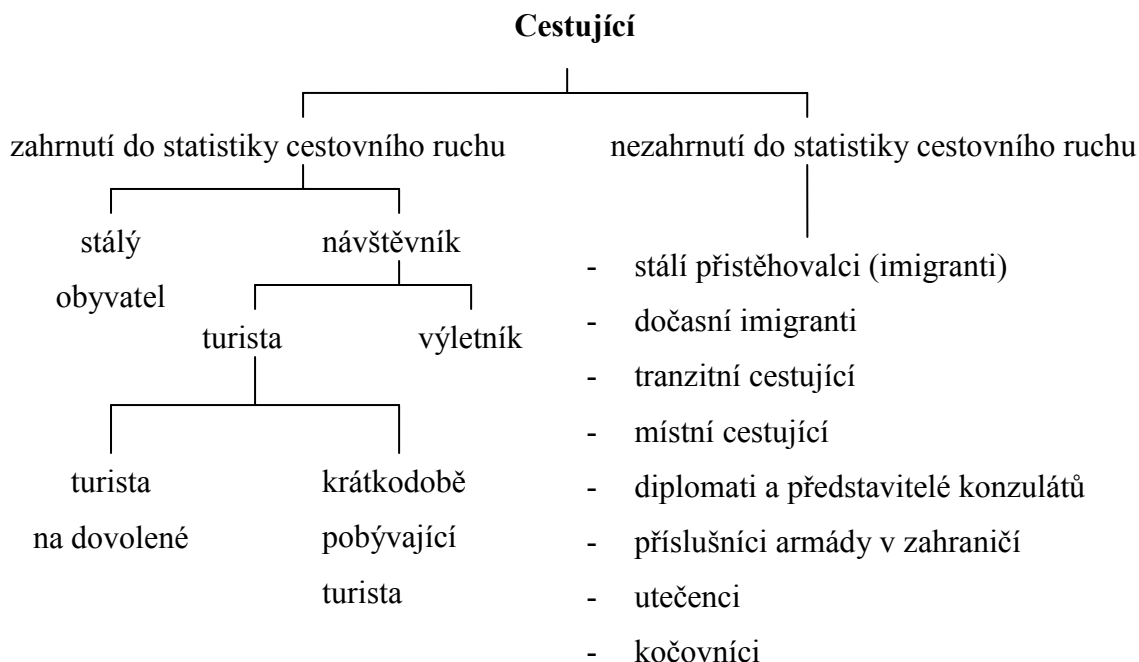 Cestující
zahrnutí do statistiky cestovního ruchu
nezahrnutí do statistiky cestovního ruchu
stálý
obyvatel
návštěvník
turista
výletník
turista
na dovolené
krátkodobě
pobývající
turista
- stálí přistěhovalci (imigranti)
- dočasní imigranti
- tranzitní cestující
- místní cestující
- diplomati a představitelé konzulátů
- příslušníci armády v zahraničí
- utečenci
- kočovníci